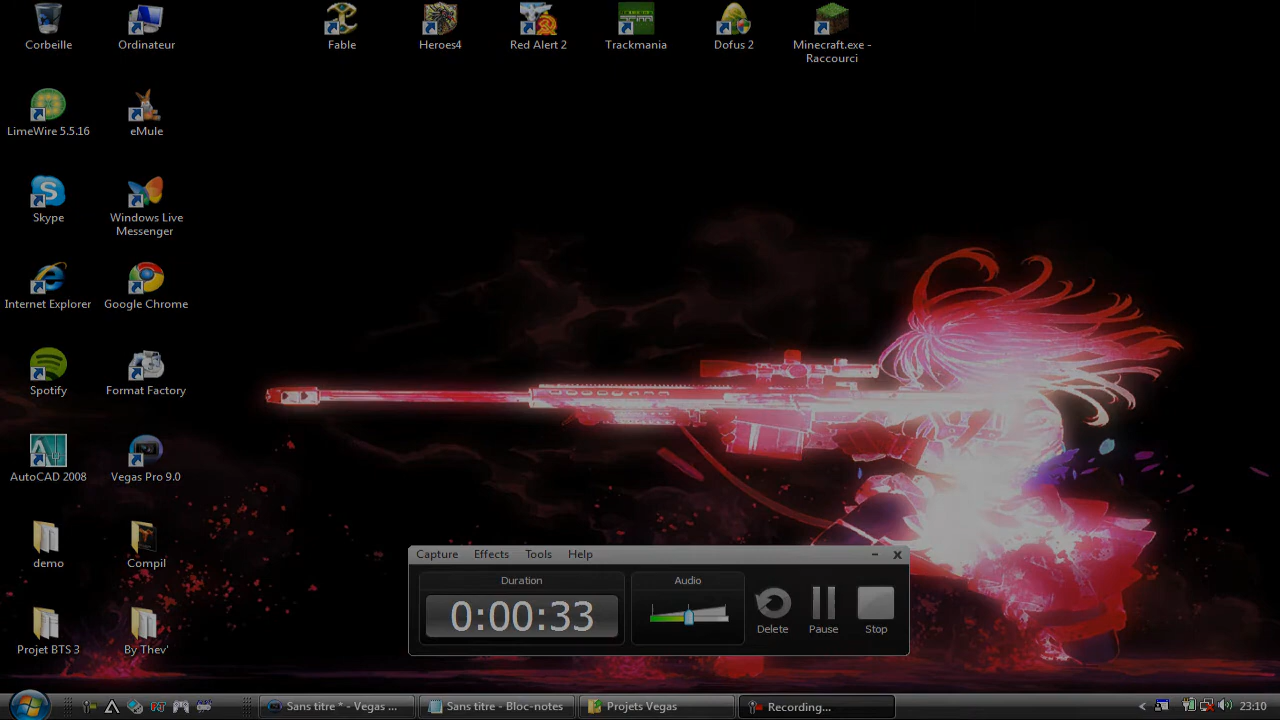 Corbeille
Ordinateur
Fable
Heroes4
Red Alert 2
Trackmania
Dofus 2
Minecraft.exe -
Raccourci
LimeWire 5.5.16
eMule
Skype
Windows Live
Messenger
Internet Explorer
Google Chrome
Spotify
Format Factory
AutoCAD 2008
Vegas Pro 9.0
demo
Compil
Projet BTS 3
By Thev'
Capture Effects Tools Help
Duration
Audio
0:00:33
Delete
Pause
Stop
Sans titre * - Vegas ...
Sans titre - Bloc-notes
Projets Vegas
Recording...
23:10